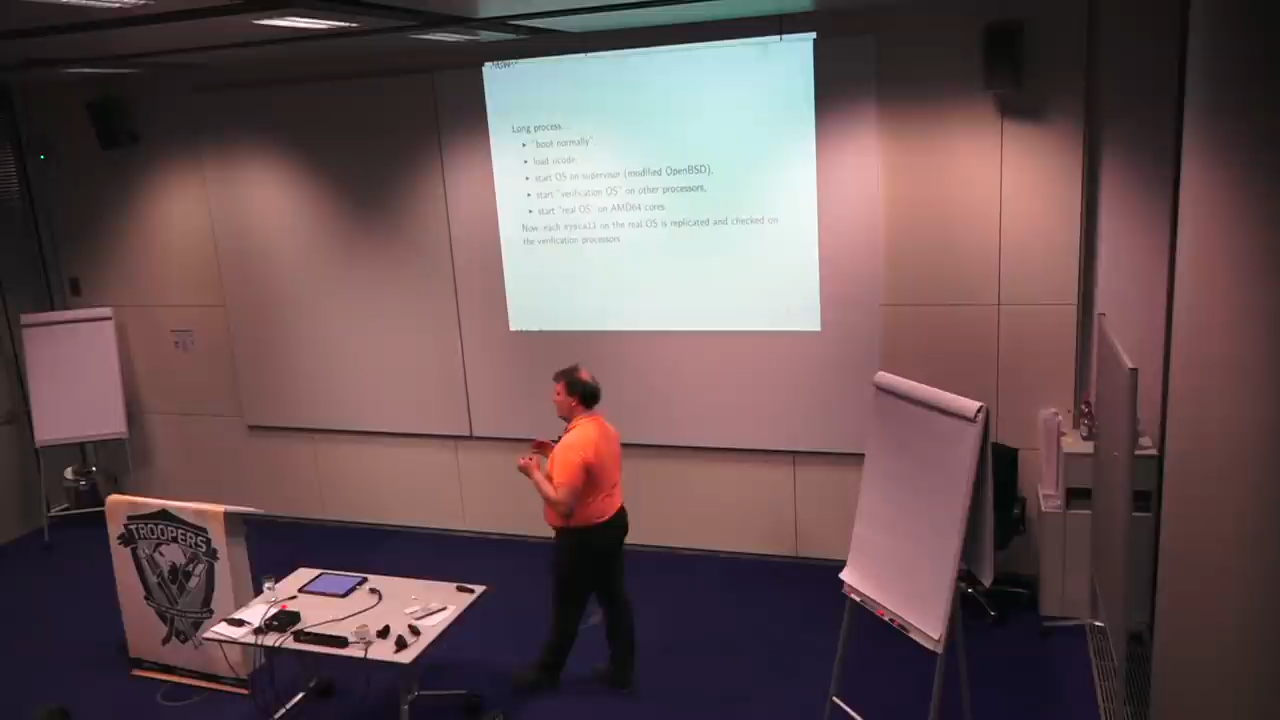 Long process...
▸ "boot normally",
▸ load ucode
▸ start OS on supervisor (modified OpenBSD),
▸ start "verification OS" on other processors,
▸ start "real OS" on AMD64 cores.
Now each syscall on the real OS is replicated and checked on
the verification processors
TROOPERS